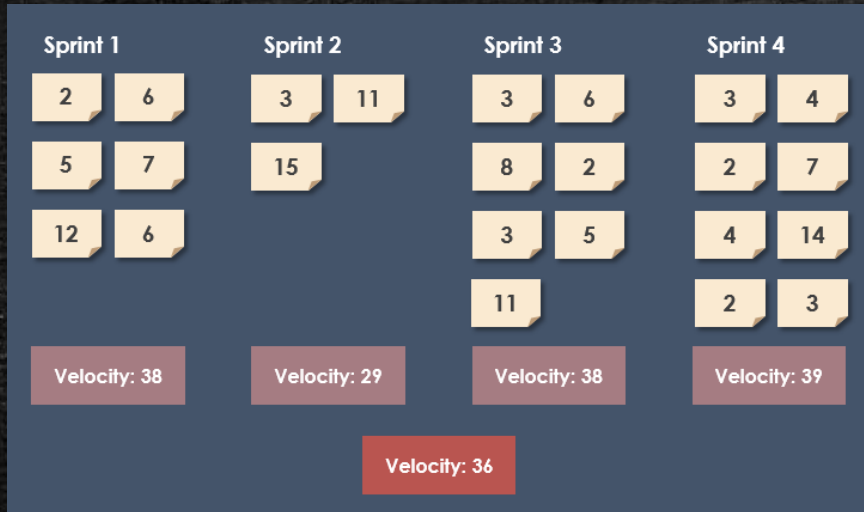 Sprint 1
2 6
5 7
12 6
Velocity: 38
Sprint 2
3 11
15
Velocity: 29
Sprint 3
3 6
8 2
3 5
11
Velocity: 38
Sprint 4
3 4
2 7
4 14
2 3
Velocity: 39
Velocity: 36